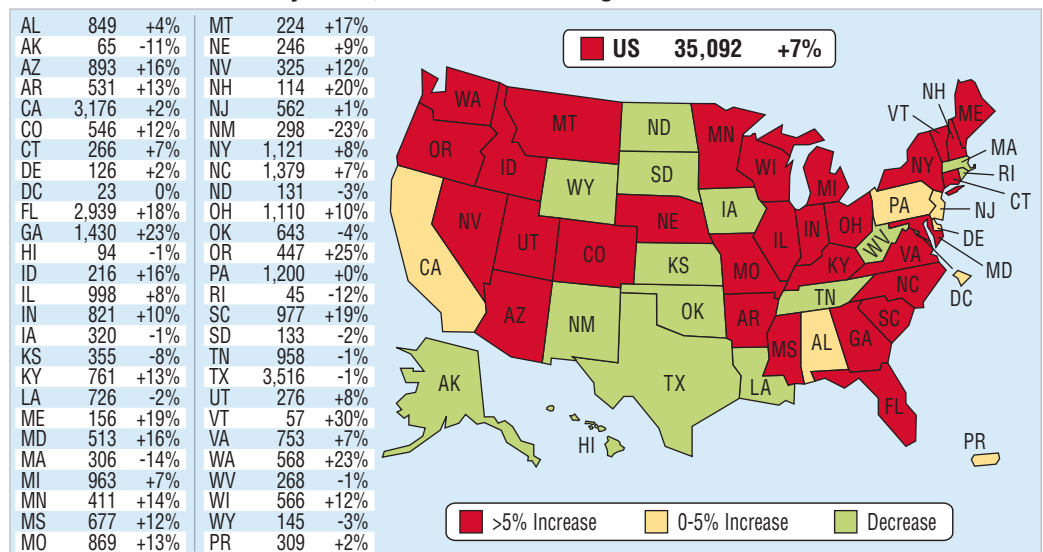 AL 849 +4%
AK 65 -11%
AZ 893 +16%
AR 531 +13%
CA 3,176 +2%
CO 546 +12%
CT 266 +7%
DE 126 +2%
DC 23 0%
FL 2,939 +18%
GA 1,430 +23%
HI 94 -1%
ID 216 +16%
IL 998 +8%
IN 821 +10%
IA 320 -1%
KS 355 -8%
KY 761 +13%
LA 726 -2%
ME 156 +19%
MD 513 +16%
MA 306 -14%
MI 963 +7%
MN 411 +14%
MS 677 +12%
MO 869 +13%
MT 224 +17%
NE 246 +9%
NV 325 +12%
NH 114 +20%
NJ 562 +1%
NM 298 -23%
NY 1,121 +8%
NC 1,379 +7%
ND 131 -3%
OH 1,110 +10%
OK 643 -4%
OR 447 +25%
PA 1,200 +0%
RI 45 -12%
SC 977 +19%
SD 133 -2%
TN 958 -1%
TX 3,516 -1%
UT 276 +8%
VT 57 +30%
VA 753 +7%
WA 568 +23%
WV 268 -1%
WI 566 +12%
WY 145 -3%
PR 309 +2%
US 35,092 +7%
WA
MT
ND
MN
VT
NH
ME
OR
ID
WY
SD
WI
MI
NY
MA
RI
CT
NV
UT
CO
NE
IA
IL
IN
OH
PA
NJ
CA
KS
MO
KY
WV
VA
DE
MD
DC
AZ
NM
OK
AR
TN
NC
SC
MS
AL
GA
AK
TX
LA
FL
HI
PR
>5% Increase
0-5% Increase
Decrease